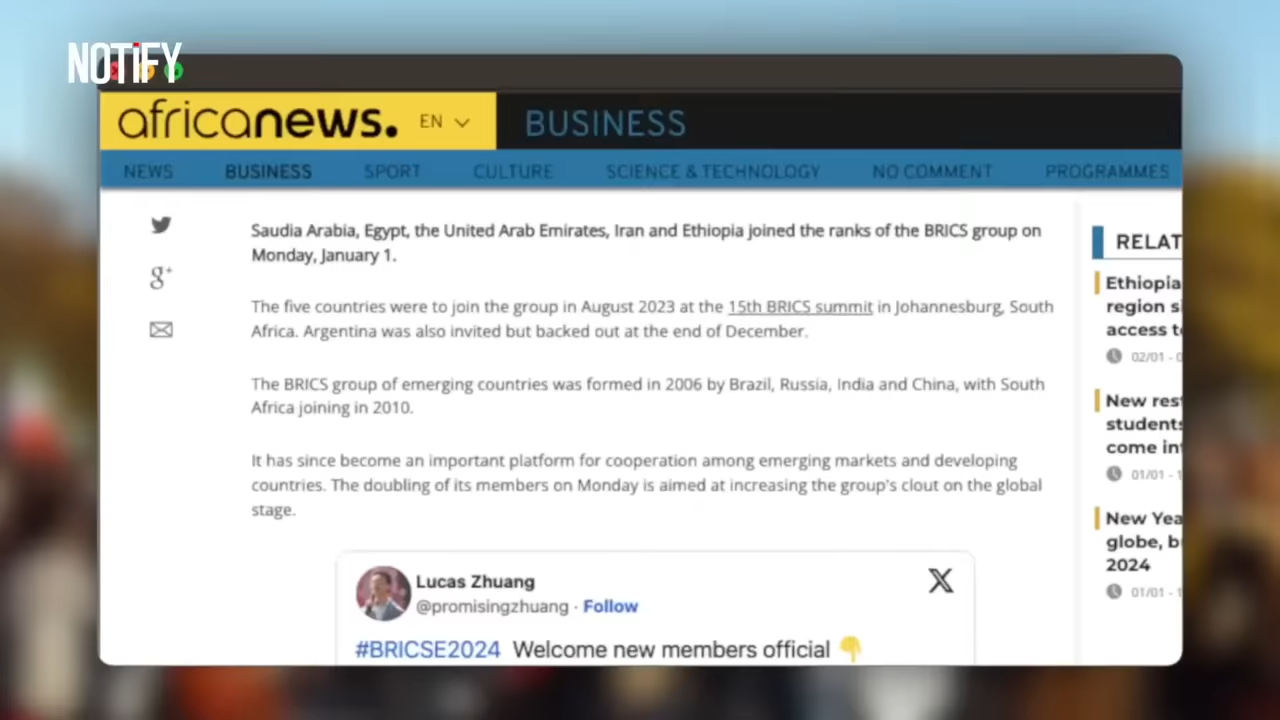 NOTiFY
africanews. EN BUSINESS
NEWS BUSINESS SPORT CULTURE SCIENCE & TECHNOLOGY NO COMMENT PROGRAMMES
Saudia Arabia, Egypt, the United Arab Emirates, Iran and Ethiopia joined the ranks of the BRICS group on
Monday, January 1.
The five countries were to join the group in August 2023 at the 15th BRICS summit in Johannesburg, South
Africa. Argentina was also invited but backed out at the end of December.
The BRICS group of emerging countries was formed in 2006 by Brazil, Russia, India and China, with South
Africa joining in 2010.
It has since become an important platform for cooperation among emerging markets and developing
countries. The doubling of its members on Monday is aimed at increasing the group's clout on the global
stage.
Lucas Zhuang
@promisingzhuang · Follow
#BRICSE2024 Welcome new members official 👇
RELAT
Ethiopia
region s
access t
02/01 -
New res
students
come in
01/01 -
New Yea
globe, b
2024
01/01 -